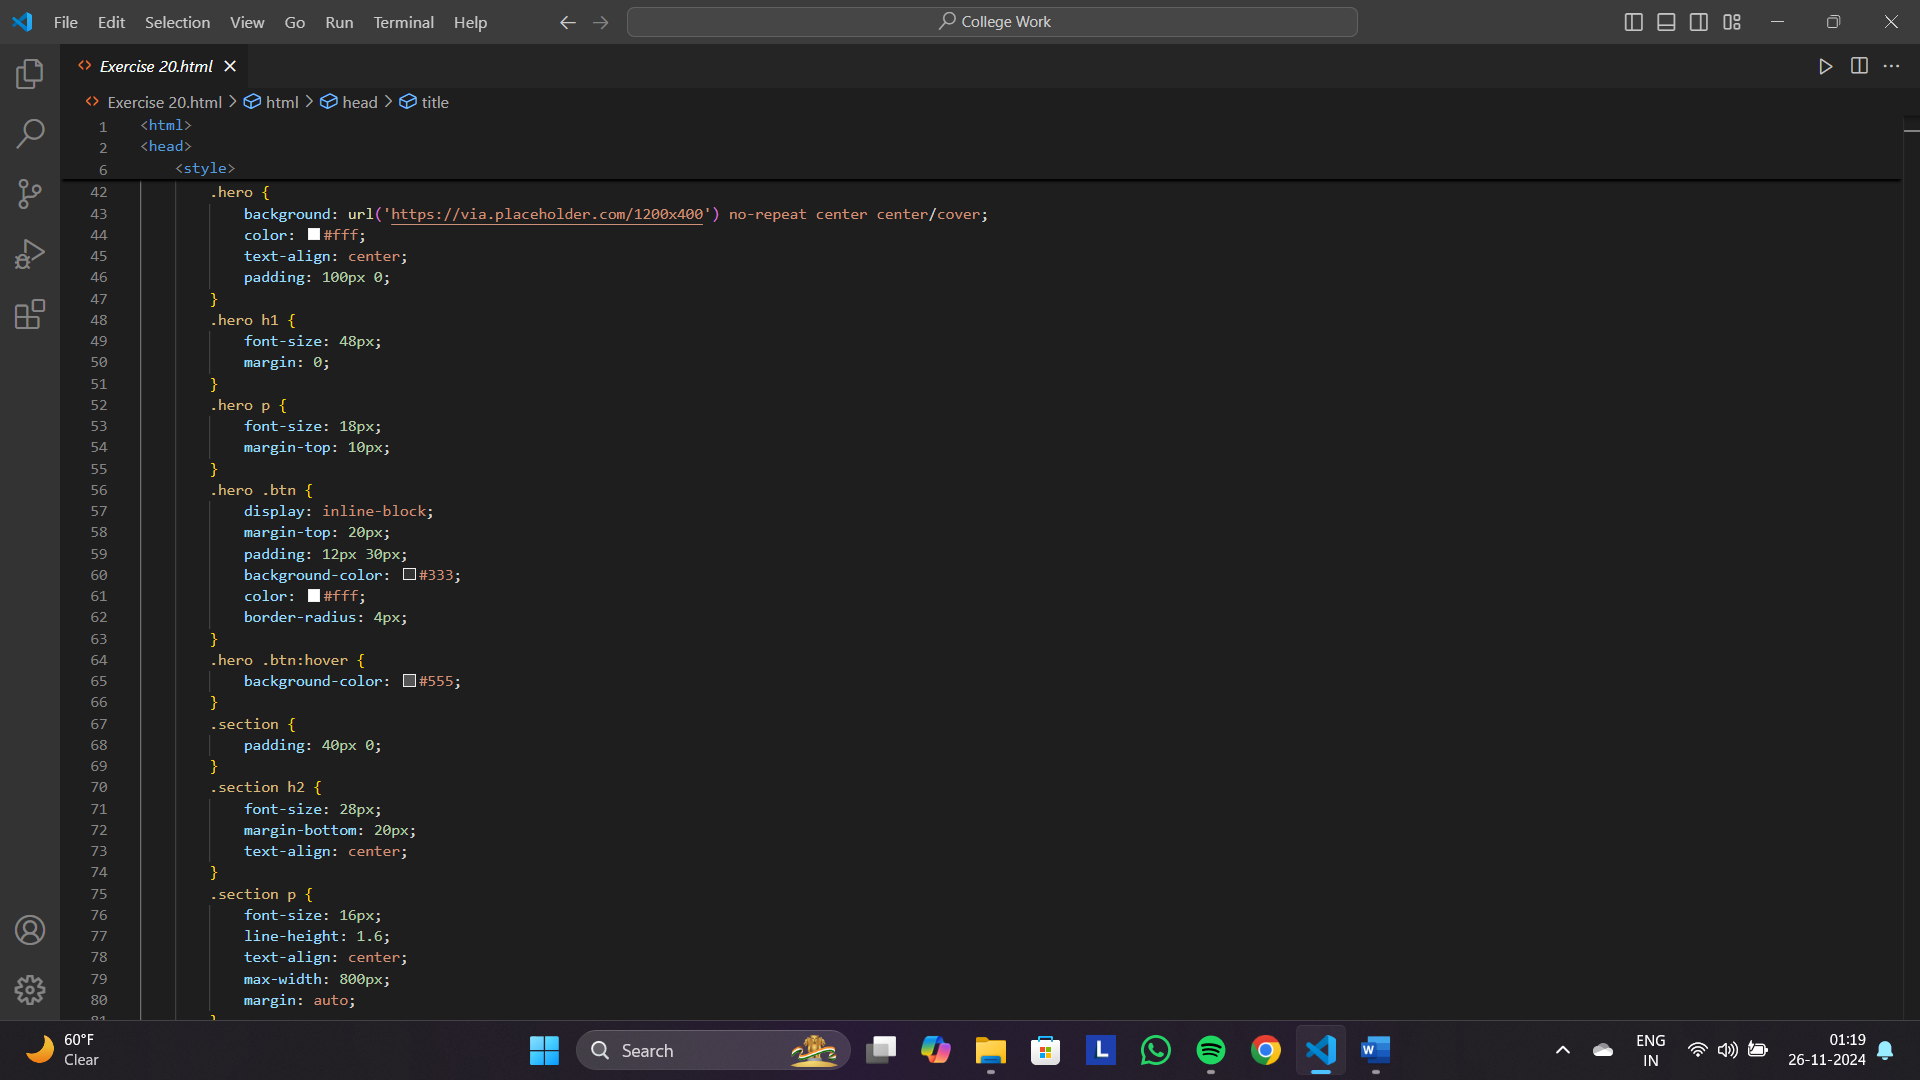 File Edit Selection View Go Run Terminal Help
College Work
Exercise 20.html
Exercise 20.html > html > head > title
1 <html>
2 <head>
6 <style>
42 .hero {
43 background: url('https://via.placeholder.com/1200x400') no-repeat center center/cover;
44 color: #fff;
45 text-align: center;
46 padding: 100px 0;
47 }
48 .hero h1 {
49 font-size: 48px;
50 margin: 0;
51 }
52 .hero p {
53 font-size: 18px;
54 margin-top: 10px;
55 }
56 .hero .btn {
57 display: inline-block;
58 margin-top: 20px;
59 padding: 12px 30px;
60 background-color: #333;
61 color: #fff;
62 border-radius: 4px;
63 }
64 .hero .btn:hover {
65 background-color: #555;
66 }
67 .section {
68 padding: 40px 0;
69 }
70 .section h2 {
71 font-size: 28px;
72 margin-bottom: 20px;
73 text-align: center;
74 }
75 .section p {
76 font-size: 16px;
77 line-height: 1.6;
78 text-align: center;
79 max-width: 800px;
80 margin: auto;
81 }
60°F
Clear
Search
L
W
ENG
IN
01:19
26-11-2024